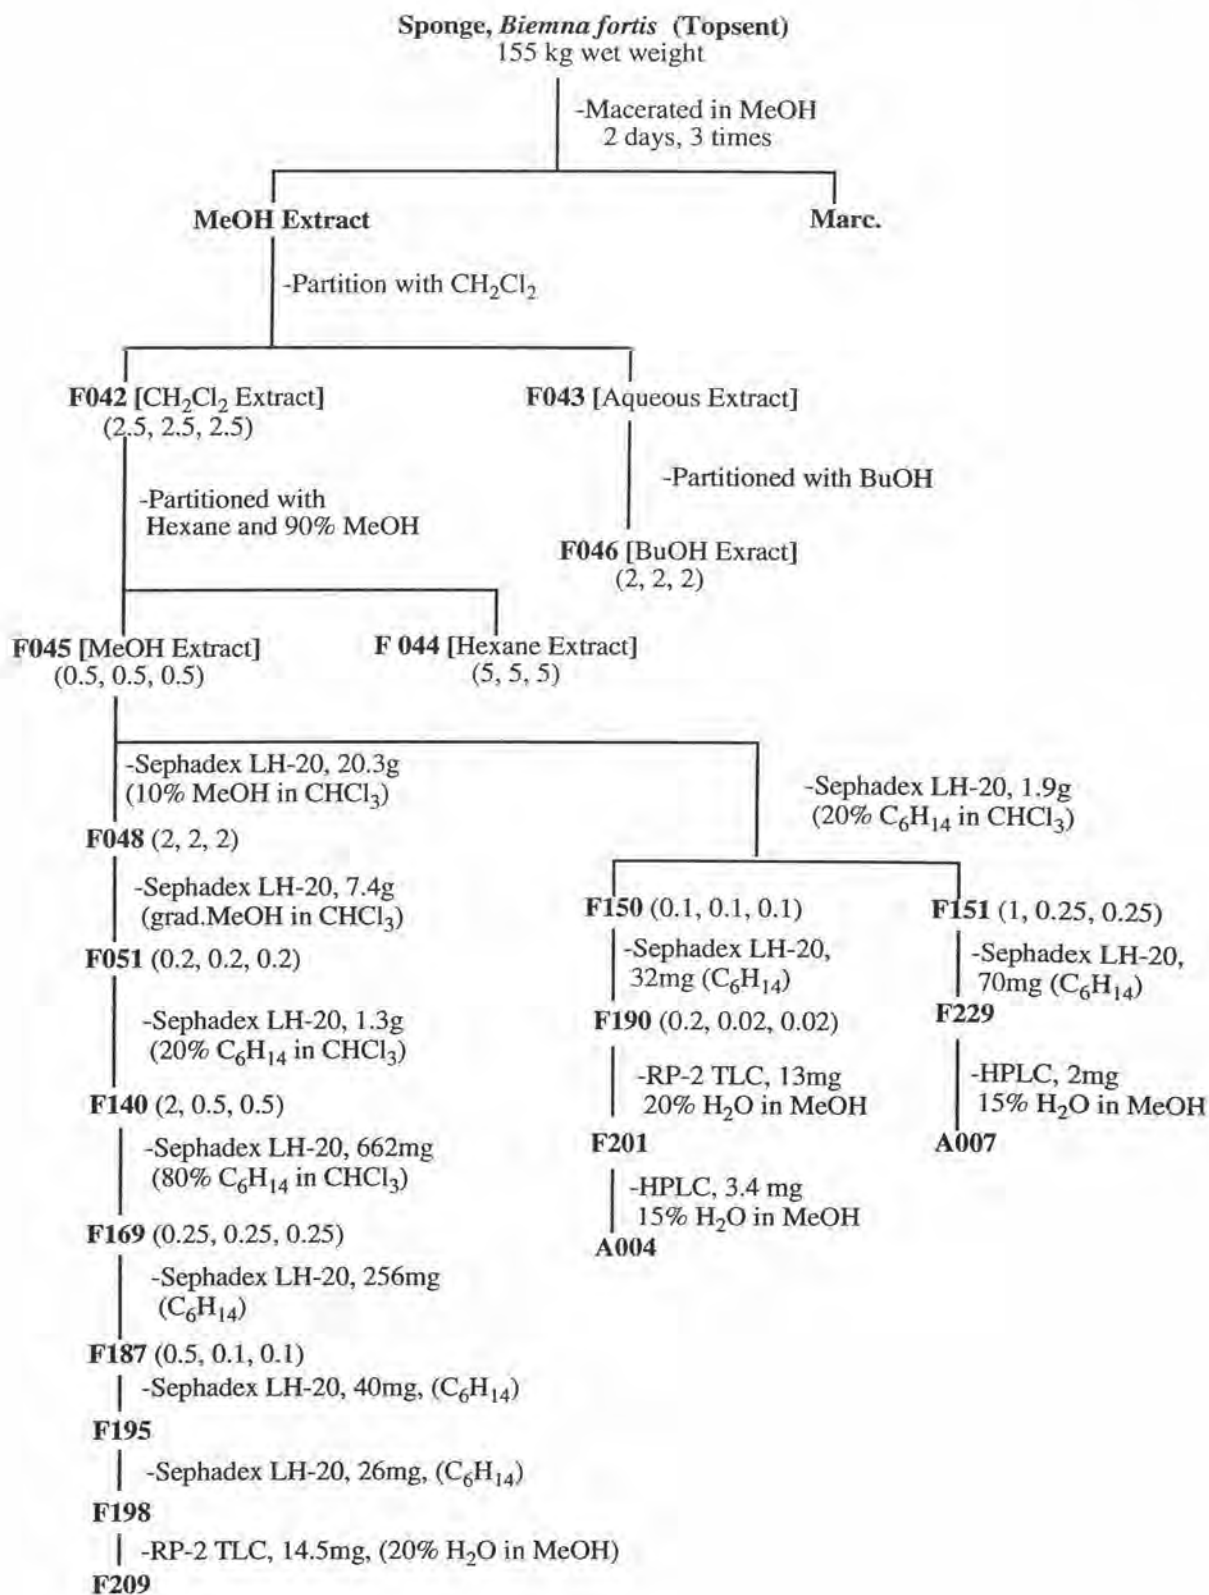 Sponge, Biemna fortis (Topsent)
155 kg wet weight
-Macerated in MeOH
2 days, 3 times
MeOH Extract
Marc.
-Partition with CH₂Cl₂
F042 [CH₂Cl₂ Extract]
(2.5, 2.5, 2.5)
F043 [Aqueous Extract]
-Partitioned with
Hexane and 90% MeOH
-Partitioned with BuOH
F046 [BuOH Exract]
(2, 2, 2)
F045 [MeOH Extract]
(0.5, 0.5, 0.5)
F 044 [Hexane Extract]
(5, 5, 5)
-Sephadex LH-20, 20.3g
(10% MeOH in CHCl₃)
F048 (2, 2, 2)
-Sephadex LH-20, 7.4g
(grad.MeOH in CHCl₃)
F051 (0.2, 0.2, 0.2)
-Sephadex LH-20, 1.3g
(20% C₆H₁₄ in CHCl₃)
F140 (2, 0.5, 0.5)
-Sephadex LH-20, 662mg
(80% C₆H₁₄ in CHCl₃)
F169 (0.25, 0.25, 0.25)
-Sephadex LH-20, 256mg
(C₆H₁₄)
F187 (0.5, 0.1, 0.1)
-Sephadex LH-20, 40mg, (C₆H₁₄)
F195
-Sephadex LH-20, 26mg, (C₆H₁₄)
F198
-RP-2 TLC, 14.5mg, (20% H₂O in MeOH)
F209
-Sephadex LH-20, 1.9g
(20% C₆H₁₄ in CHCl₃)
F150 (0.1, 0.1, 0.1)
-Sephadex LH-20,
32mg (C₆H₁₄)
F190 (0.2, 0.02, 0.02)
-RP-2 TLC, 13mg
20% H₂O in MeOH
F201
-HPLC, 3.4 mg
15% H₂O in MeOH
A004
F151 (1, 0.25, 0.25)
-Sephadex LH-20,
70mg (C₆H₁₄)
F229
-HPLC, 2mg
15% H₂O in MeOH
A007